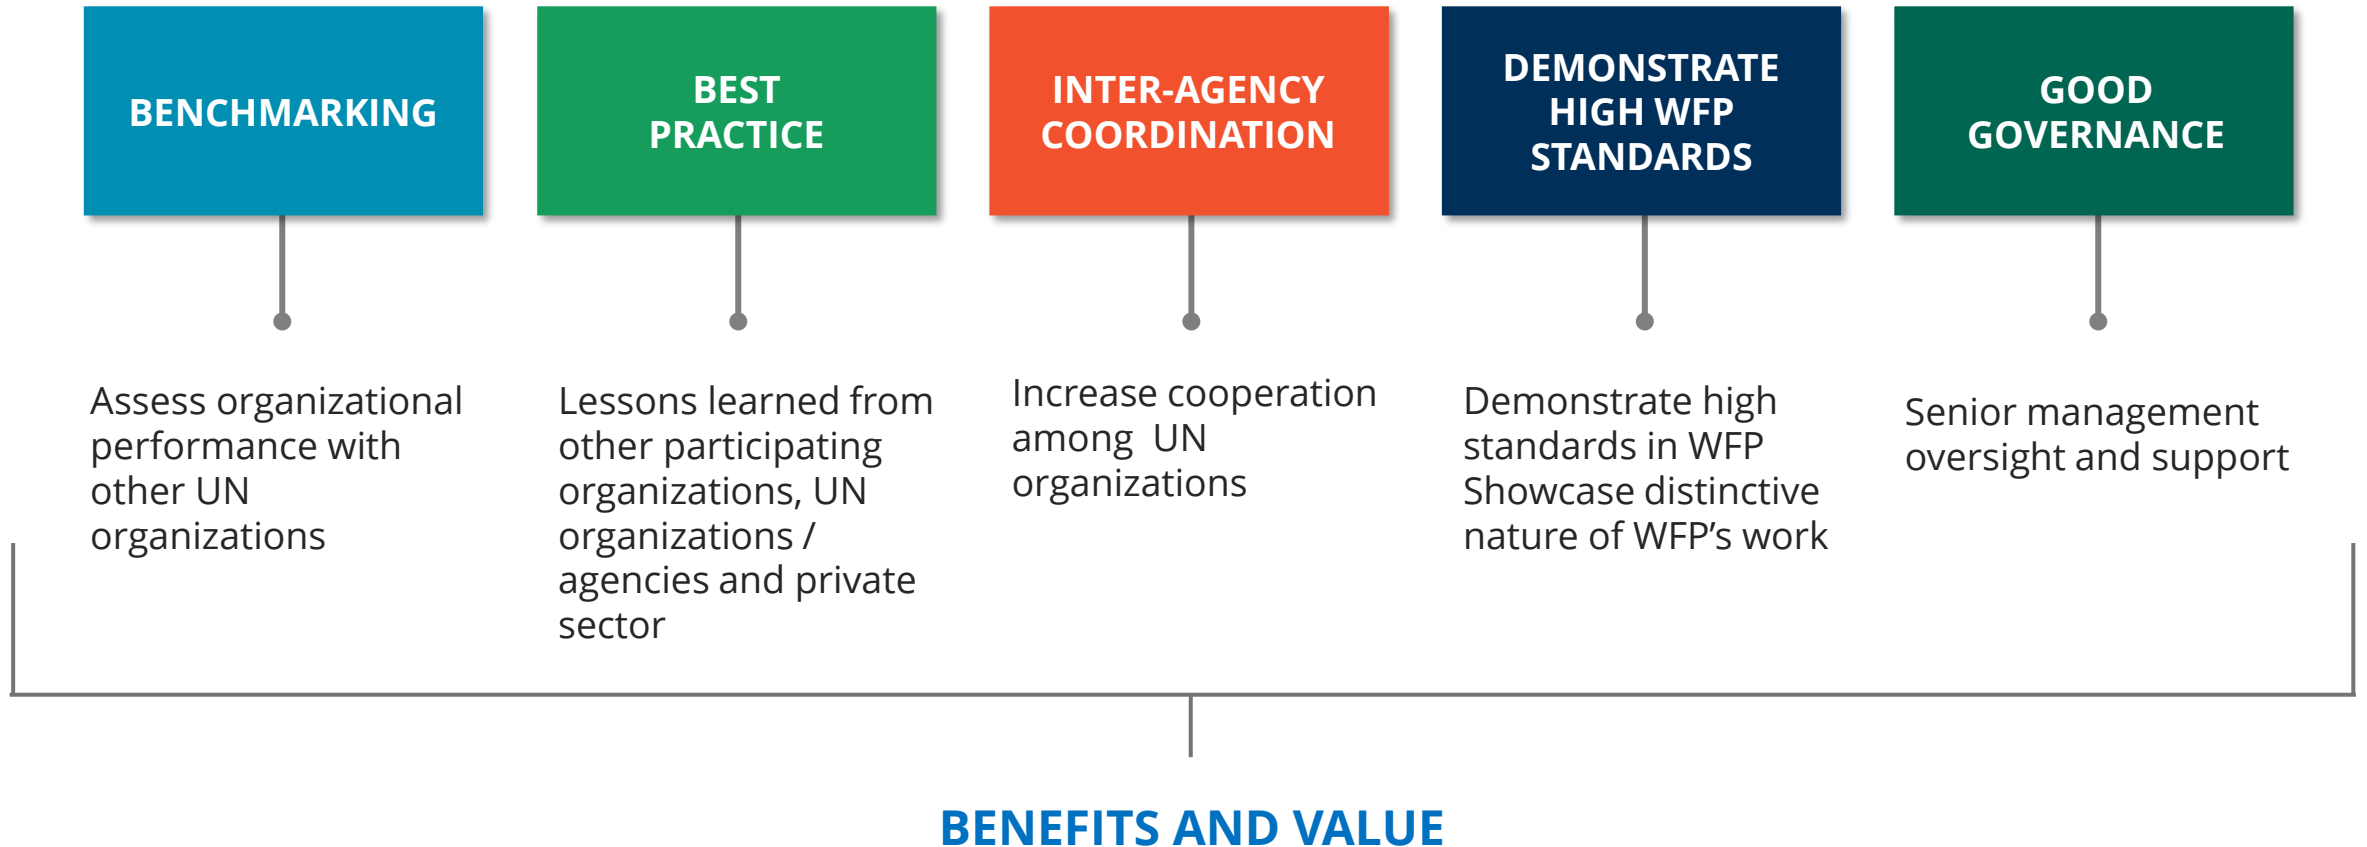 BENCHMARKING
BEST
PRACTICE
INTER-AGENCY
COORDINATION
DEMONSTRATE
HIGH WFP
STANDARDS
GOOD
GOVERNANCE
Assess organizational
performance with
other UN
organizations
Lessons learned from
other participating
organizations, UN
organizations /
agencies and private
sector
Increase cooperation
among  UN
organizations
Demonstrate high
standards in WFP
Showcase distinctive
nature of WFP’s work
Senior management
oversight and support
BENEFITS AND VALUE